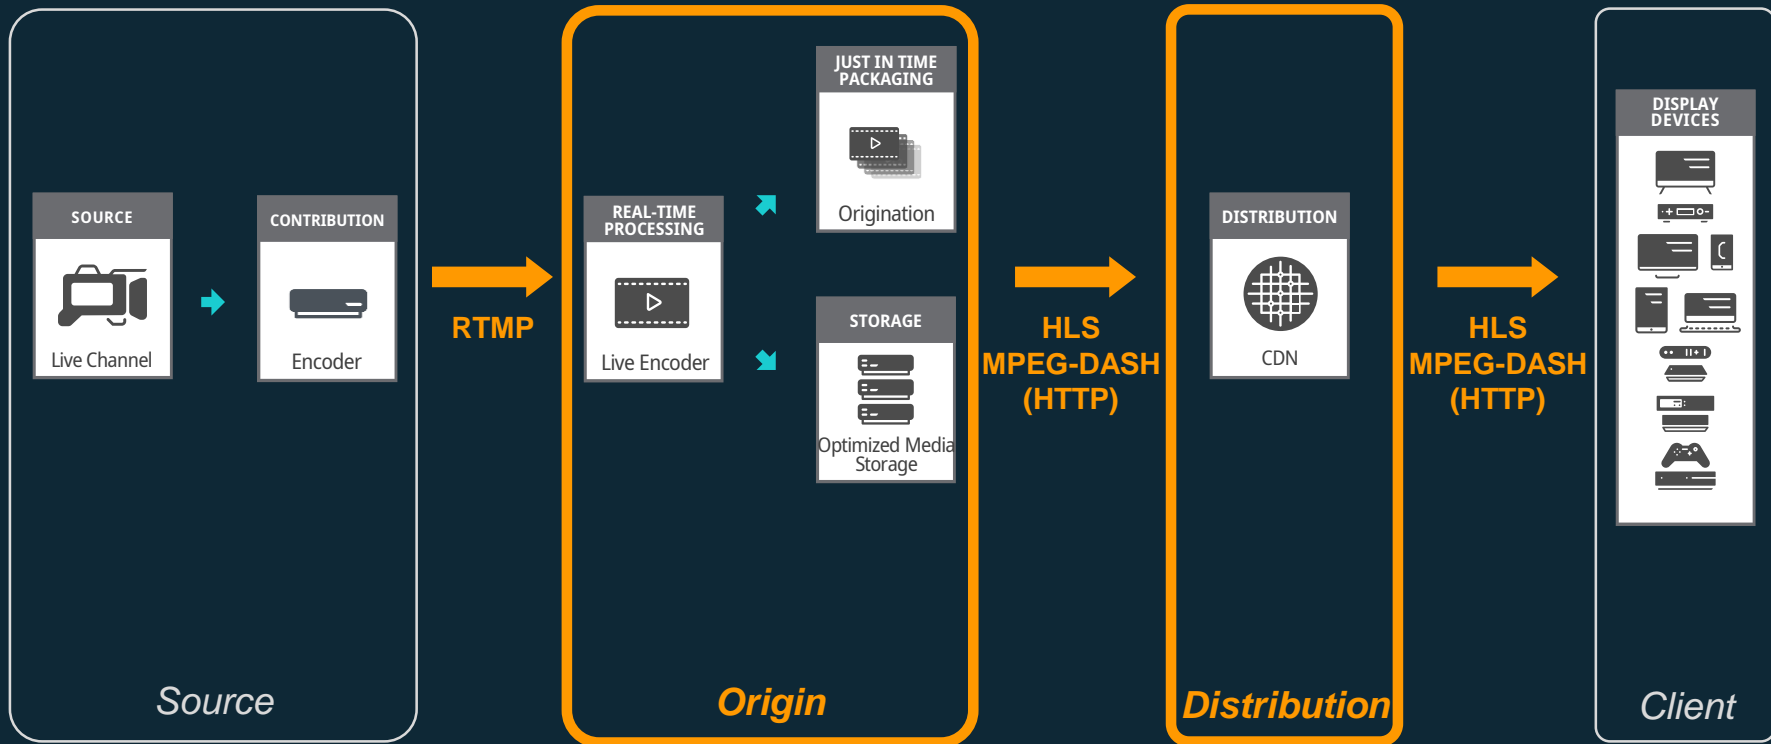 SOURCE
Live Channel
CONTRIBUTION
Encoder
Source
RTMP
REAL-TIME
PROCESSING
Live Encoder
JUST IN TIME
PACKAGING
Origination
STORAGE
Optimized Media
Storage
Origin
HLS
MPEG-DASH
(HTTP)
DISTRIBUTION
CDN
Distribution
HLS
MPEG-DASH
(HTTP)
DISPLAY
DEVICES
Client